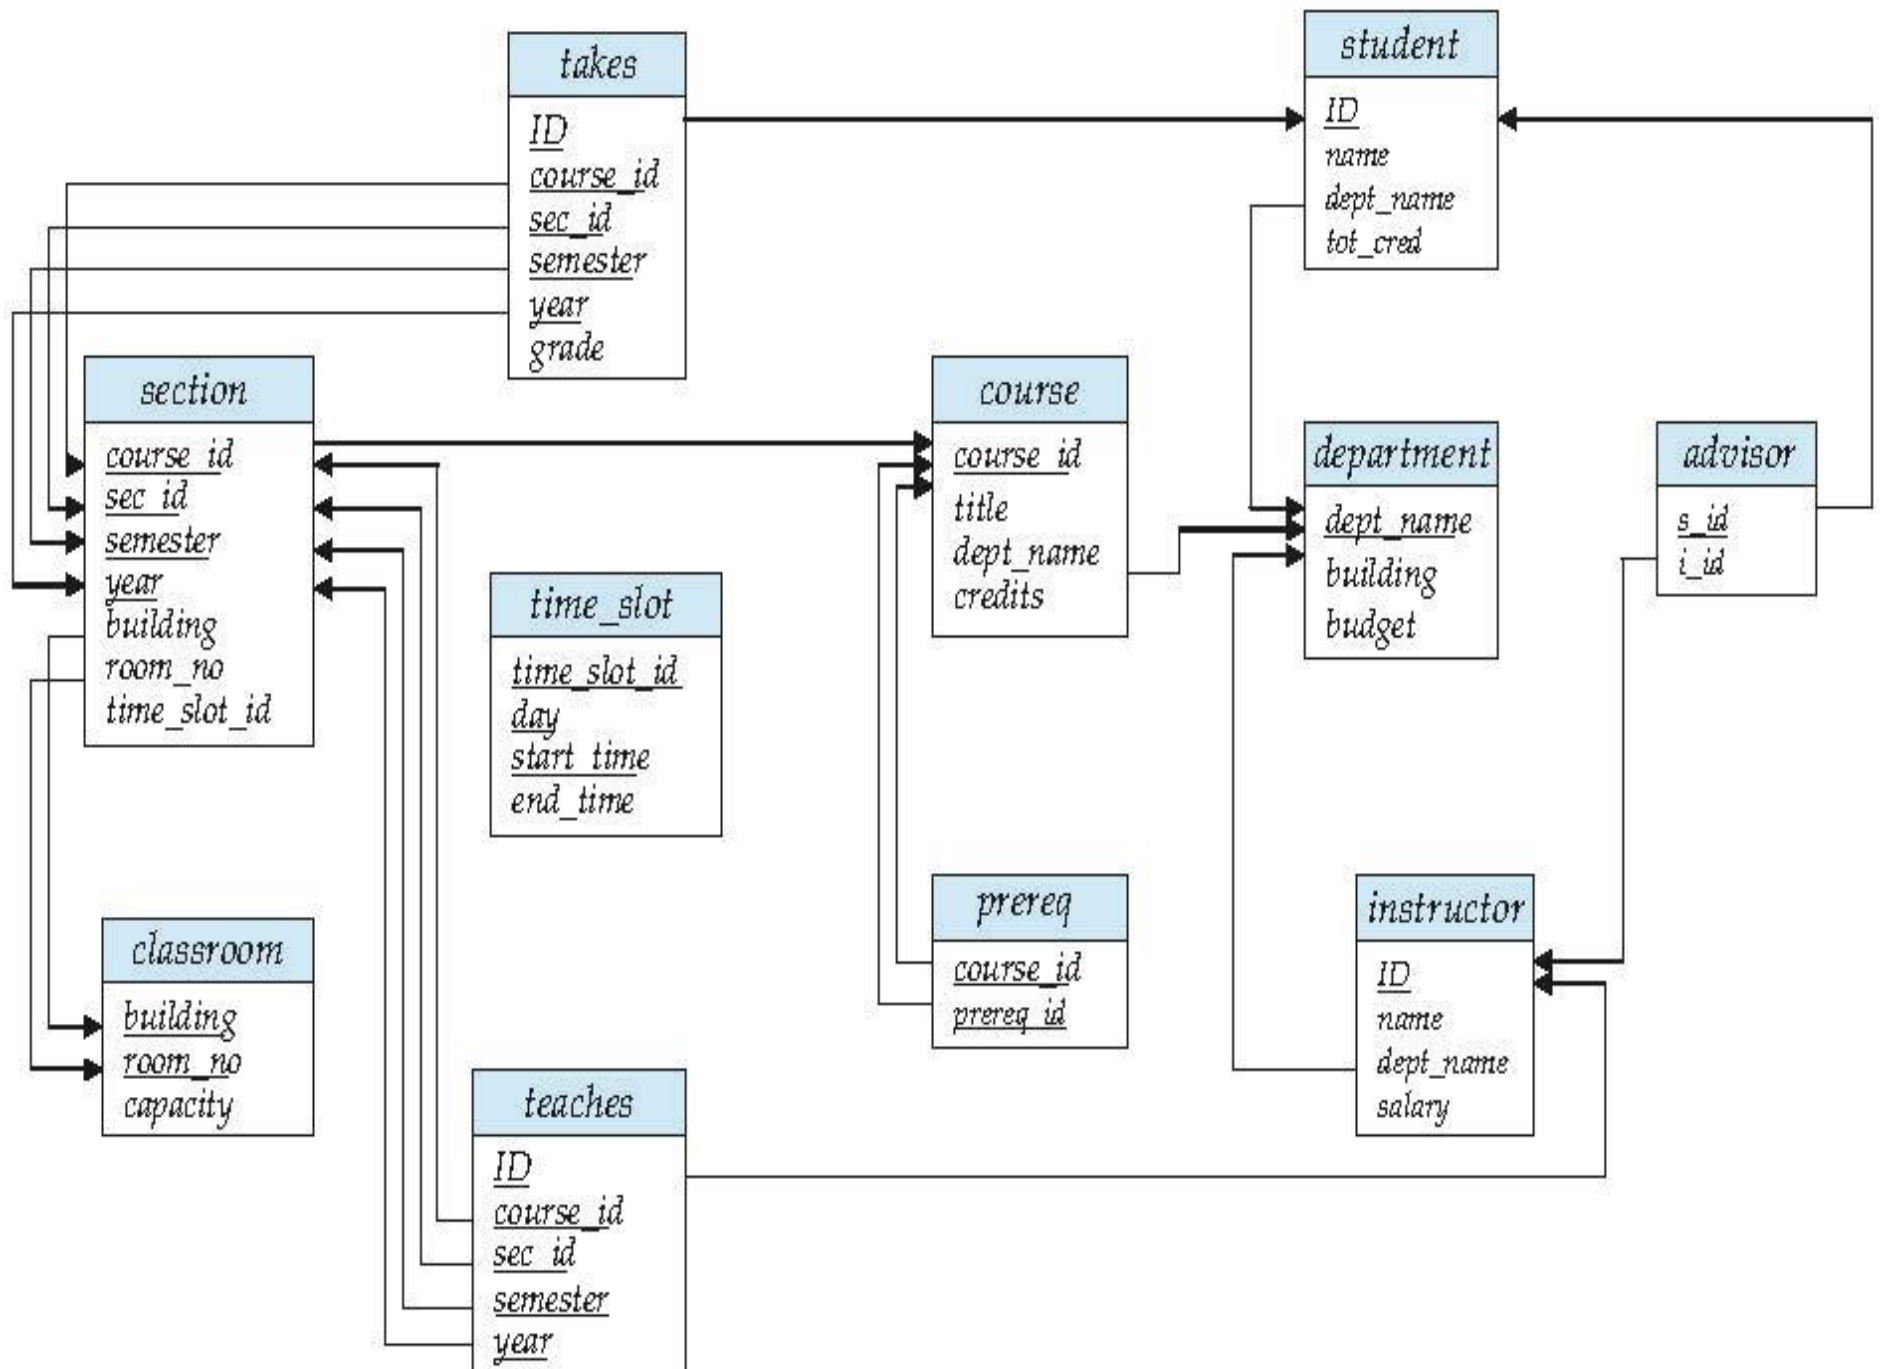 takes
ID
course_id
sec_id
semester
year
grade
student
ID
name
dept_name
tot_cred
section
course_id
sec_id
semester
year
building
room_no
time_slot_id
course
course_id
title
dept_name
credits
department
dept_name
building
budget
advisor
s_id
i_id
time_slot
time_slot_id
day
start_time
end_time
prereq
course_id
prereq_id
instructor
ID
name
dept_name
salary
classroom
building
room_no
capacity
teaches
ID
course_id
sec_id
semester
year